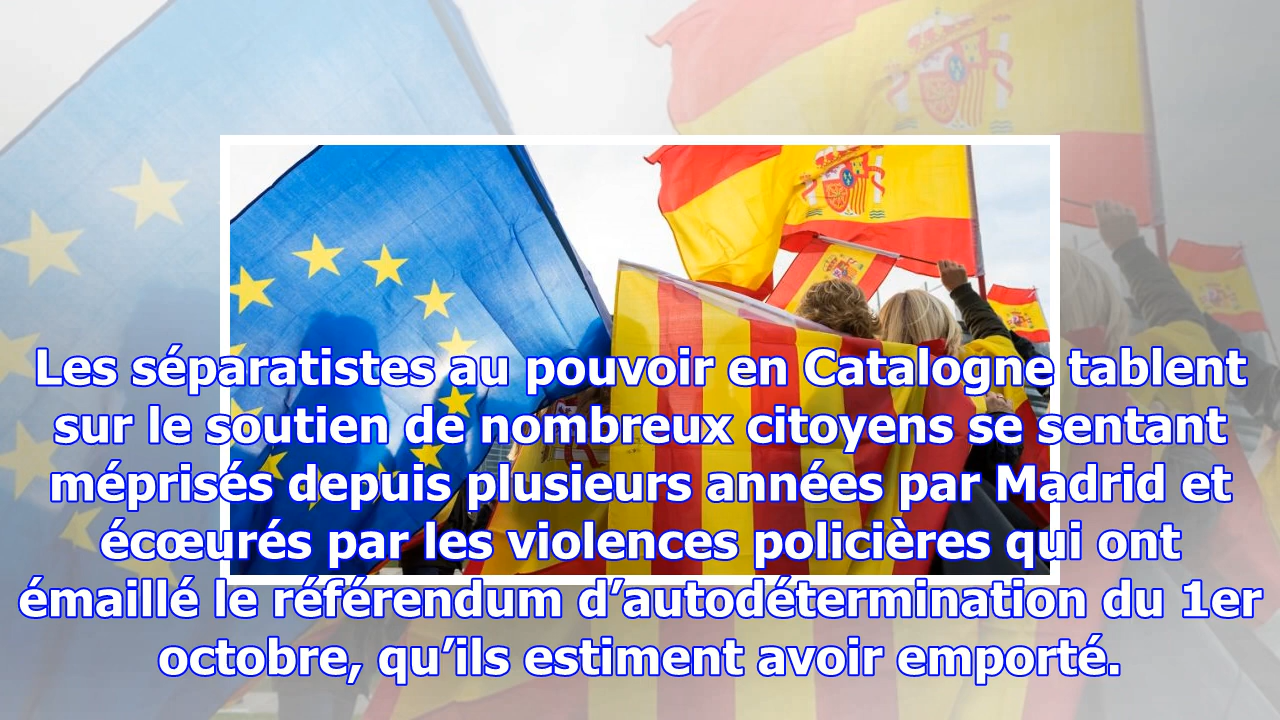 Les séparatistes au pouvoir en Catalogne tablent
sur le soutien de nombreux citoyens se sentant
méprisés depuis plusieurs années par Madrid et
écœurés par les violences policières qui ont
émaillé le référendum d’autodétermination du 1er
octobre, qu’ils estiment avoir emporté.